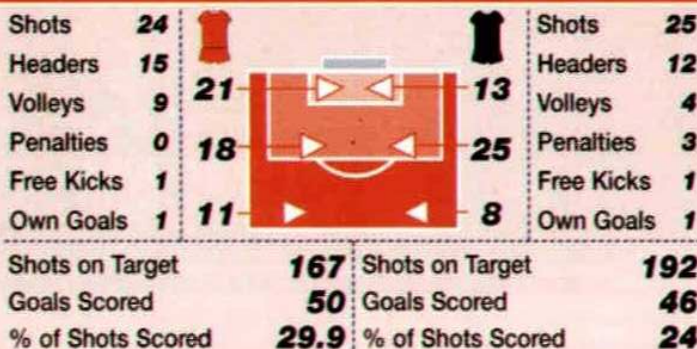 Shots 24
Headers 15
Volleys 9
Penalties 0
Free Kicks 1
Own Goals 1
21 13
18 25
11 8
Shots 25
Headers 12
Volleys 4
Penalties 3
Free Kicks 1
Own Goals 1
Shots on Target 167
Goals Scored 50
% of Shots Scored 29.9
Shots on Target 192
Goals Scored 46
% of Shots Scored 24